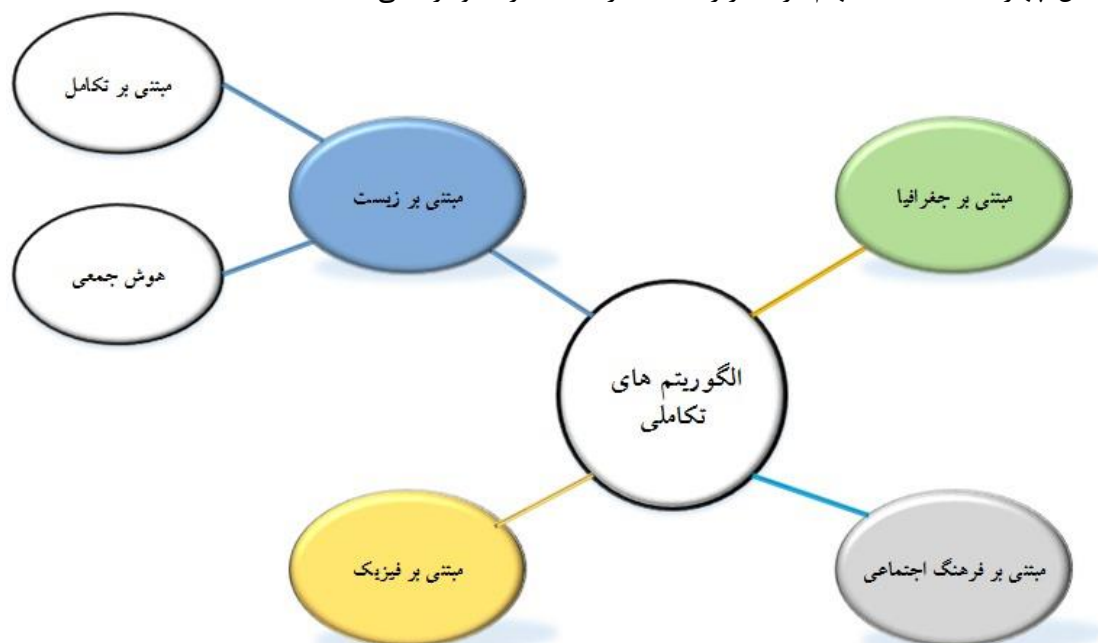 مبتنی بر تکامل
مبتنی بر زیست
مبتنی بر جغرافیا
هوش جمعی
الگوریتم های
تکاملی
مبتنی بر فیزیک
مبتنی بر فرهنگ اجتماعی